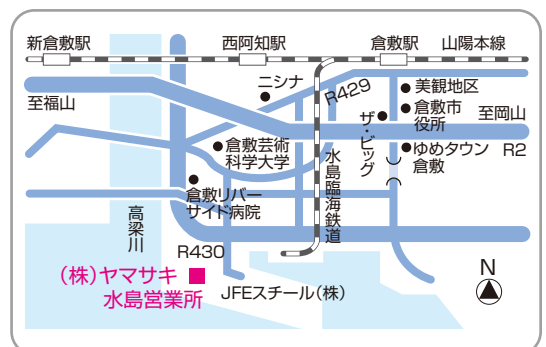 新倉敷駅
西阿知駅
倉敷駅
山陽本線
ニシナ
R429
美観地区
至福山
ザ・ビッグ
倉敷市
役所
至岡山
倉敷芸術
科学大学
水島臨海鉄道
ゆめタウン
倉敷
R2
倉敷リバー
サイド病院
高梁川
R430
(株)ヤマサキ
水島営業所
JFEスチール(株)
N